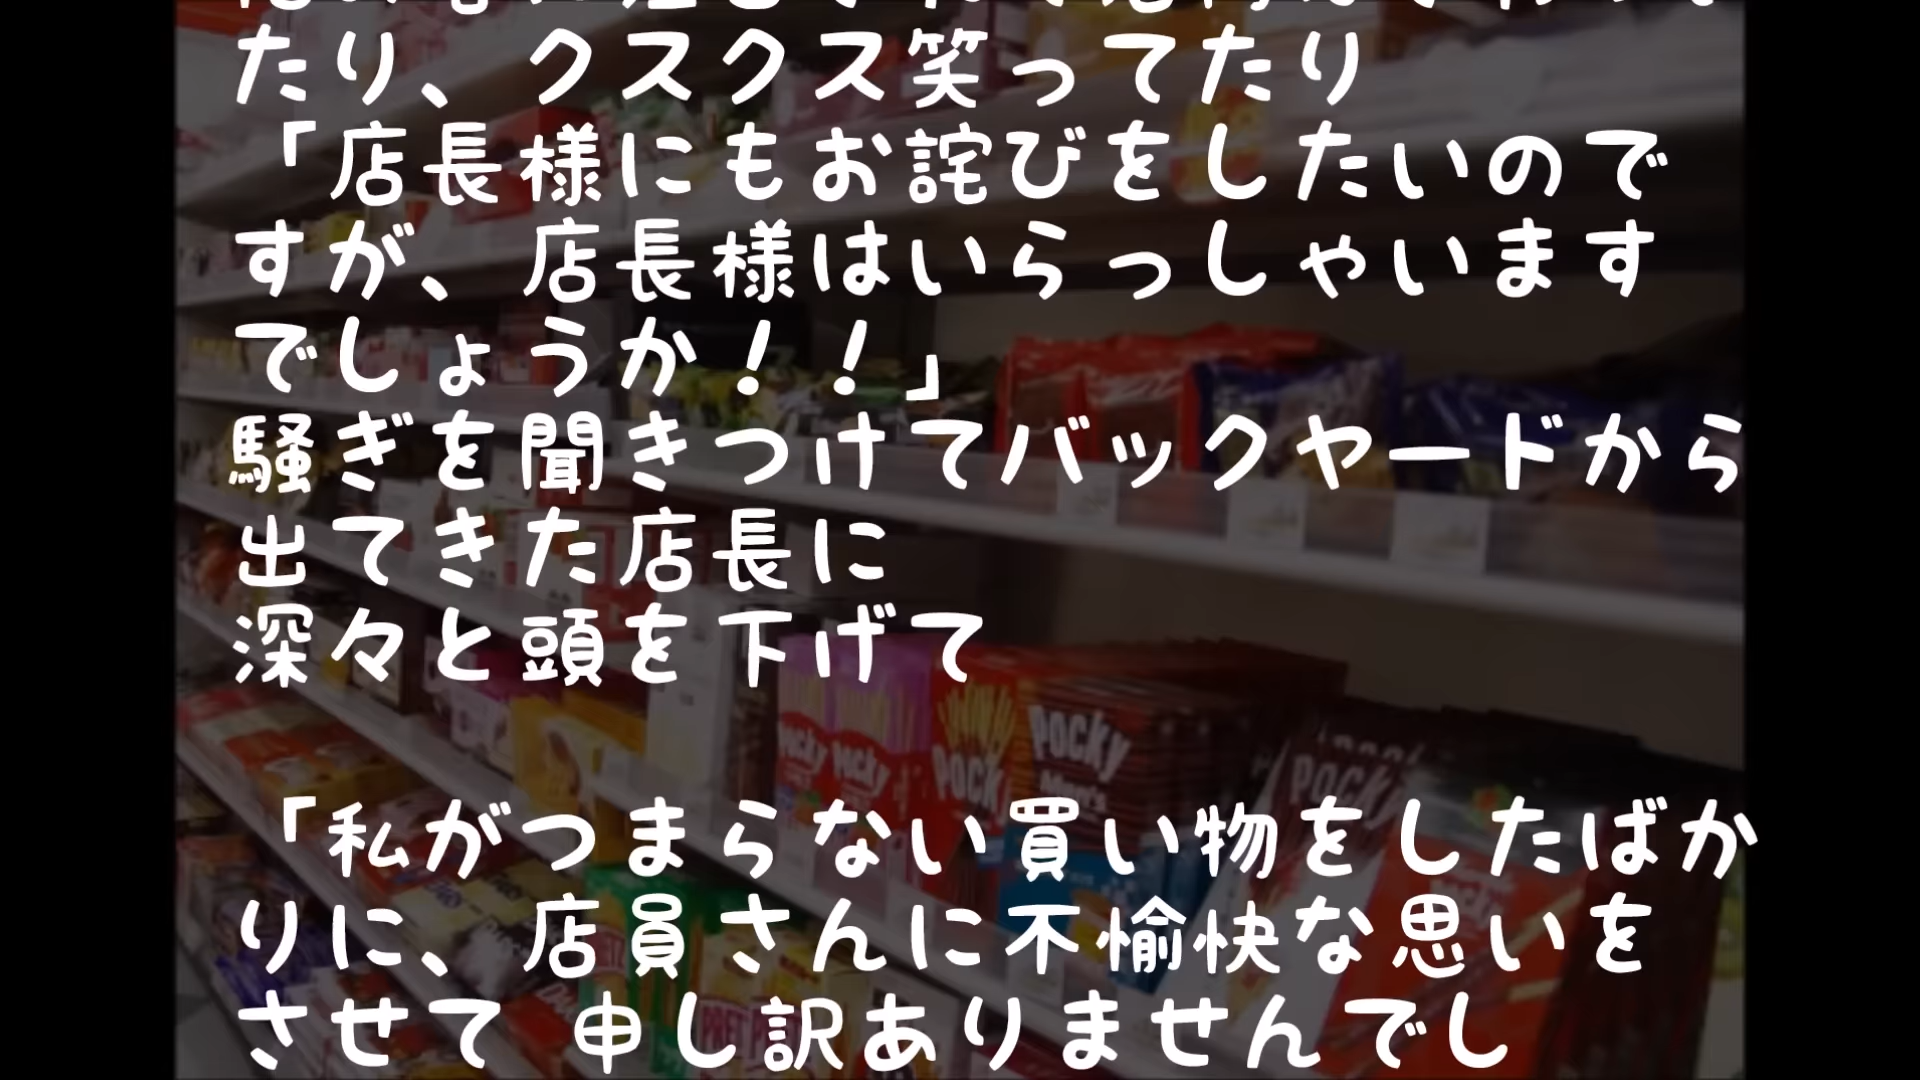 たり、クスクス笑ってたり
「店長様にもお詫びをしたいので
すが、店長様はいらっしゃいます
でしょうか！！」
騒ぎを聞きつけてバックヤードから
出てきた店長に
深々と頭を下げて
「私がつまらない買い物をしたばか
りに、店員さんに不愉快な思いを
させて 申し訳ありませんでし
POCKY
POCKY
POCK
POCKY
Men's
POCKY